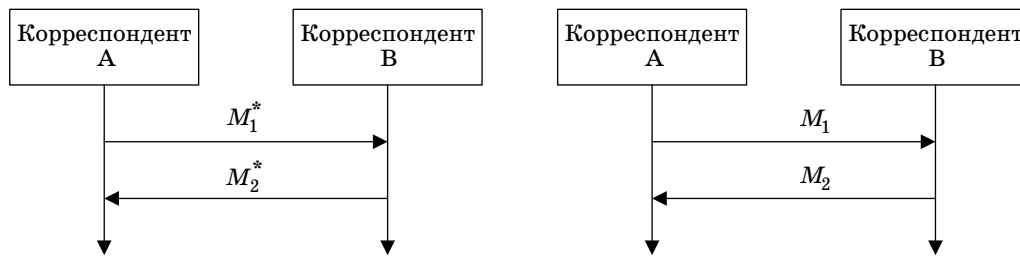 Корреспондент
А
Корреспондент
В
Корреспондент
А
Корреспондент
В
M₁*
M₁
M₂*
M₂